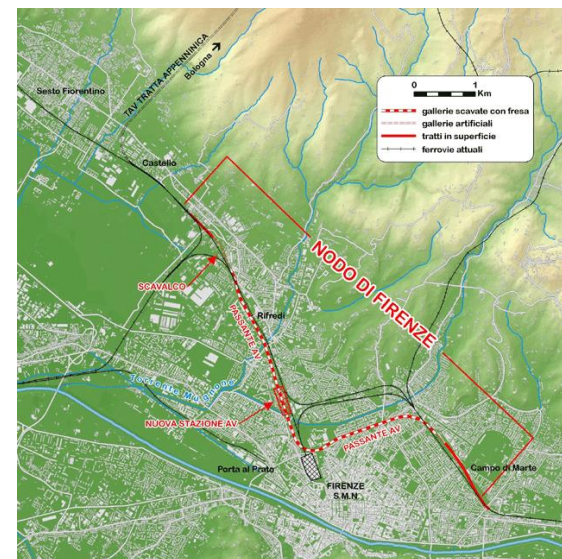 TAV TRATTA APPENNINICA
Bologna
Sesto Fiorentino
0 1
Km
gallerie scavate con fresa
gallerie artificiali
tratti in superficie
ferrovie attuali
Castello
NODO DI FIRENZE
SCAVALCO
PASSANTE AV
Rifredi
Torrente Mugnone
NUOVA STAZIONE AV
PASSANTE AV
Porta al Prato
Campo di Marte
FIRENZE
S.M.N.